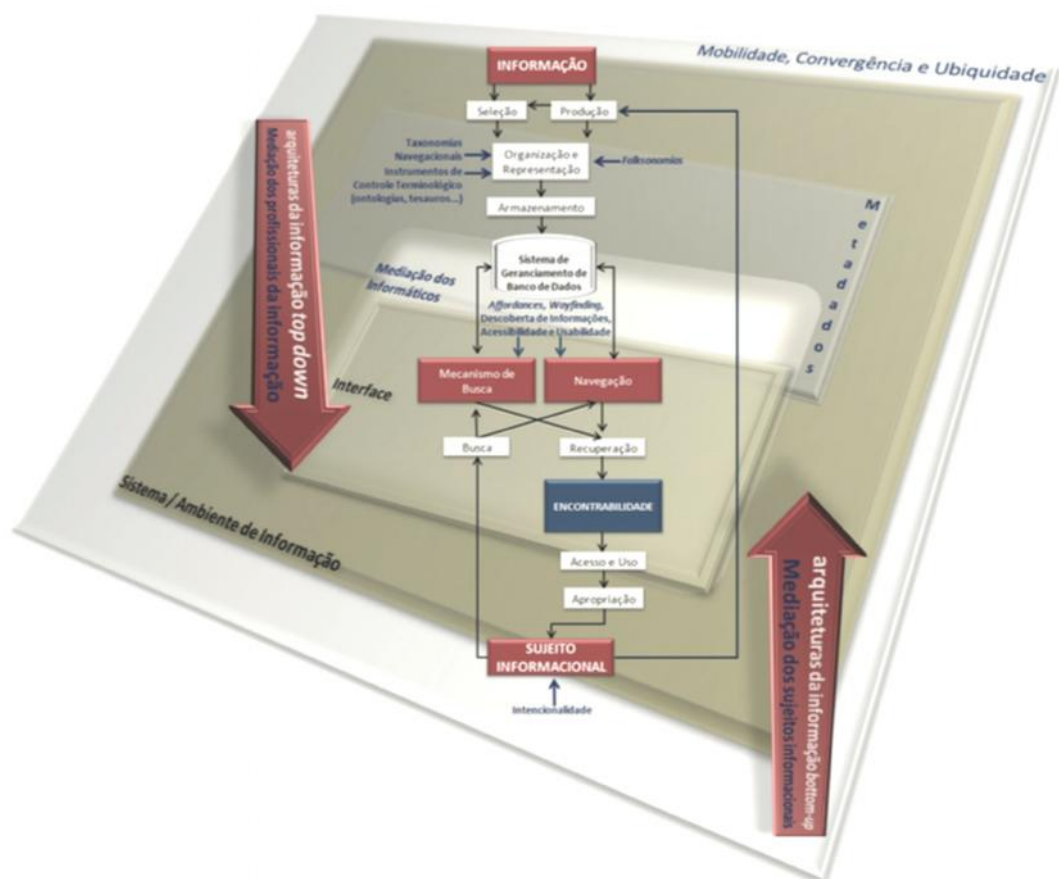 Mobilidade, Convergência e Ubiquidade
INFORMAÇÃO
Seleção
Produção
Taxonomias
Navegacionais
Instrumentos de
Controle Terminológico
(ontologias, tesauros...)
Organização e
Representação
Folksonomias
Armazenamento
Metadados
Sistema de
Geranciamento de
Banco de Dados
Mediação dos
Informáticos
Affordances, Wayfinding,
Descoberta de Informações,
Acessibilidade e Usabilidade
Interface
Mecanismo de
Busca
Navegação
Busca
Recuperação
ENCONTRABILIDADE
Acesso e Uso
Apropriação
SUJEITO
INFORMACIONAL
Intencionalidade
Sistema / Ambiente de Informação
arquiteturas da informação top down
Mediação dos profissionais da informação
arquiteturas da informação bottom-up
Mediação dos sujeitos informacionais